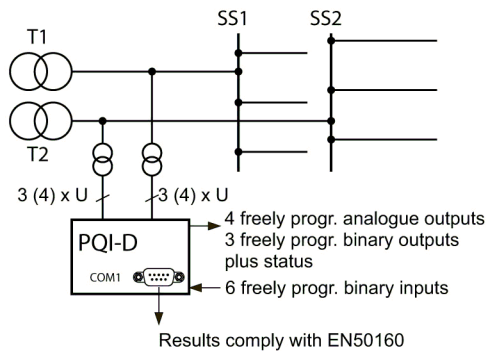 SS1 SS2
T1
T2
3 (4) x U 3 (4) x U
4 freely progr. analogue outputs
PQI-D 3 freely progr. binary outputs
plus status
COM1 6 freely progr. binary inputs
Results comply with EN50160